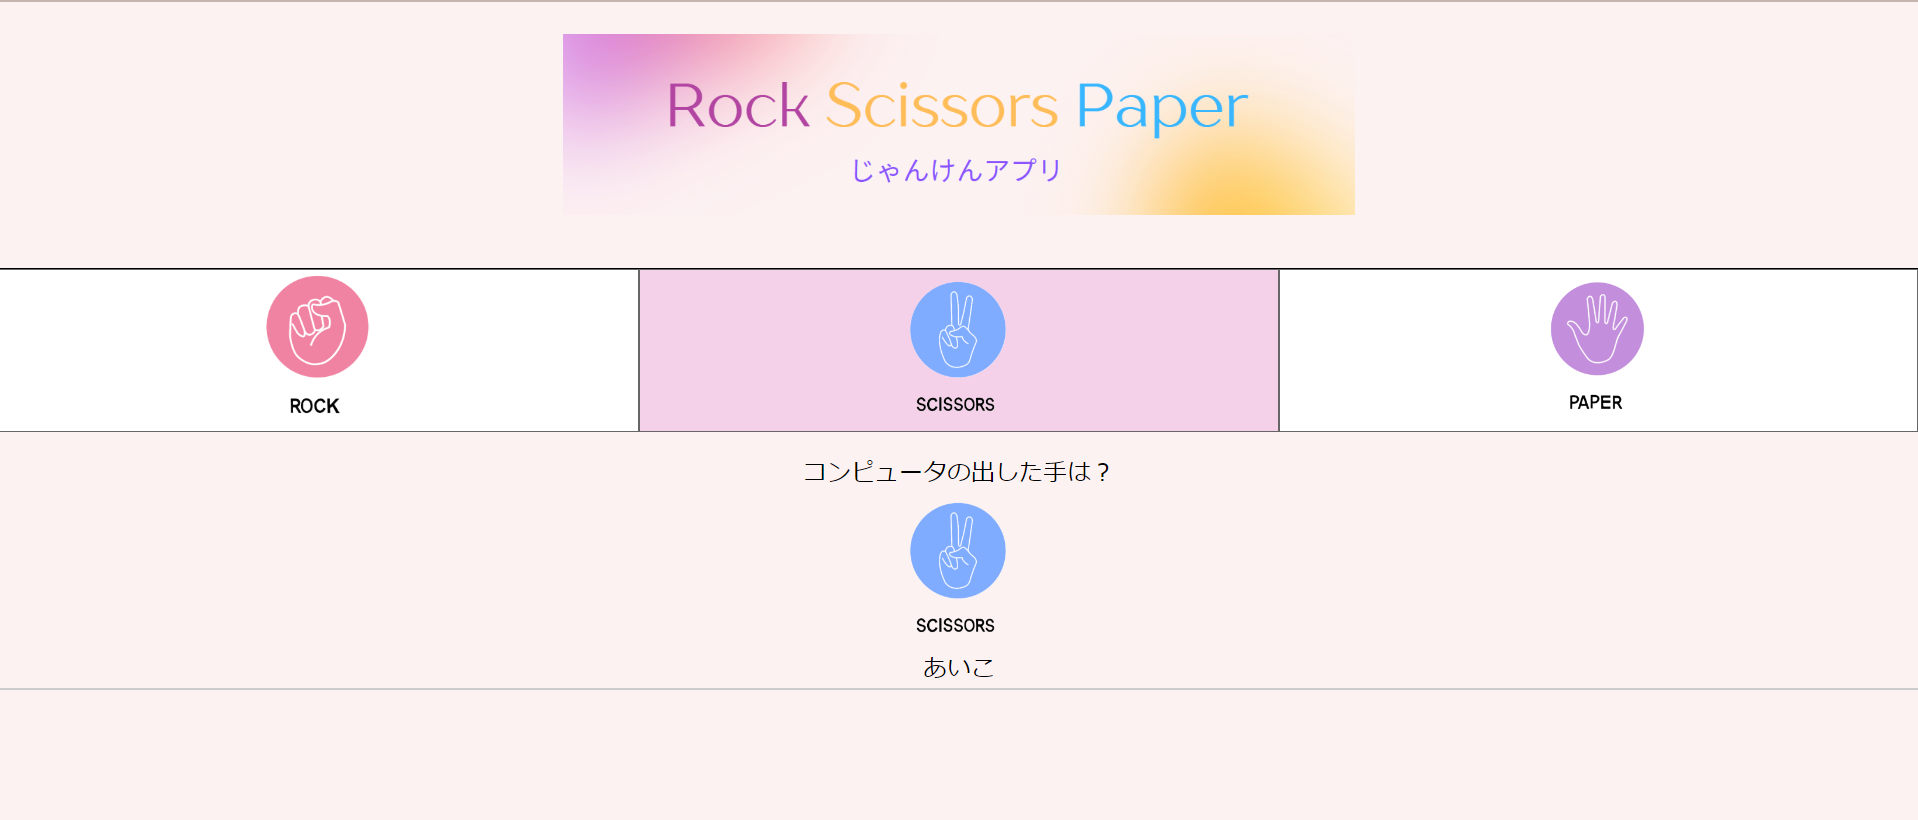 Rock Scissors Paper
じゃんけんアプリ
ROCK
SCISSORS
PAPER
コンピュータの出した手は？
SCISSORS
あいこ